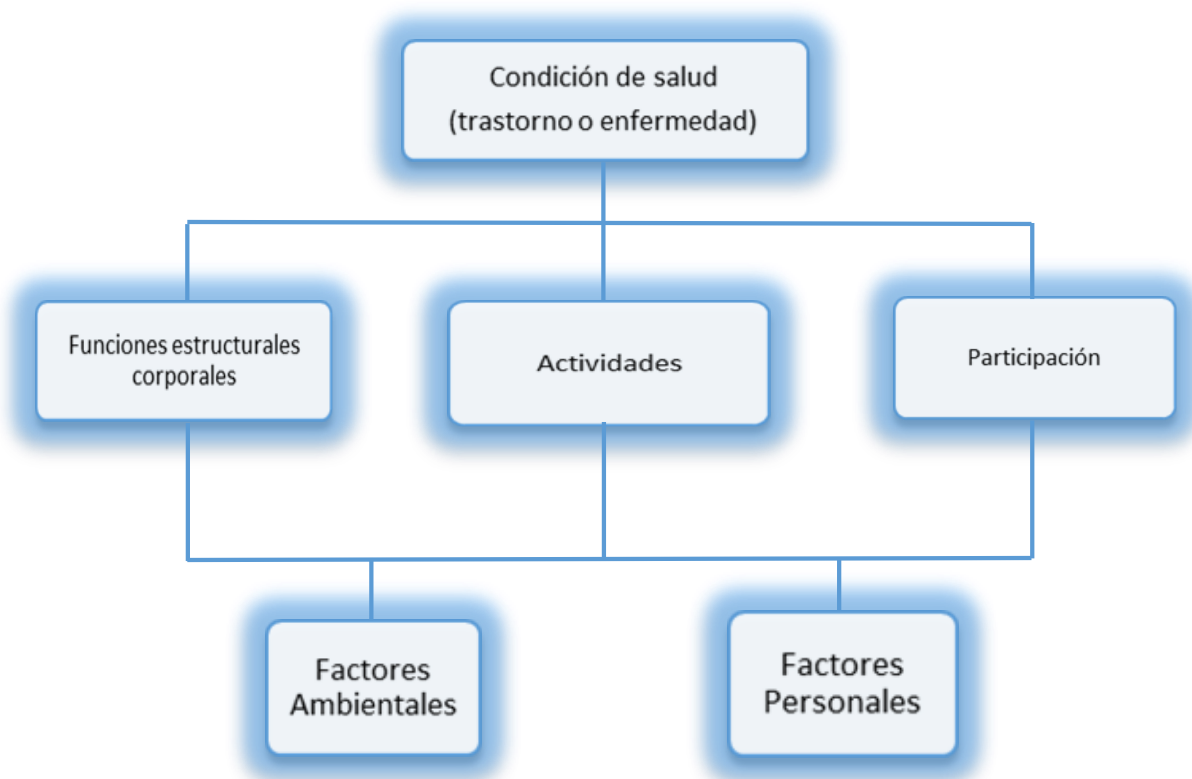 Condición de salud
(trastorno o enfermedad)
Funciones estructurales
corporales
Actividades
Participación
Factores
Ambientales
Factores
Personales